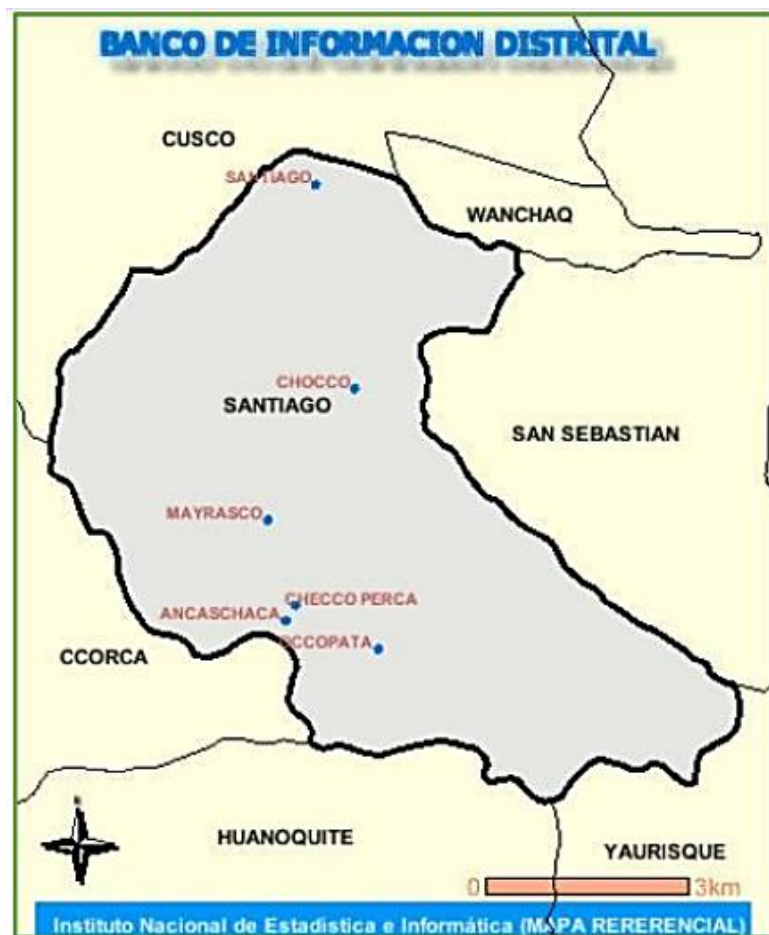 BANCO DE INFORMACION DISTRITAL
CUSCO
SANTIAGO
WANCHAQ
CHOCCO
SANTIAGO
SAN SEBASTIAN
MAYRASCO
CHECCO PERCA
ANCASCHACA
OCCOPATA
CCORCA
HUANOQUITE
YAURISQUE
0 3km
Instituto Nacional de Estadística e Informática (MAPA RERERENCIAL)